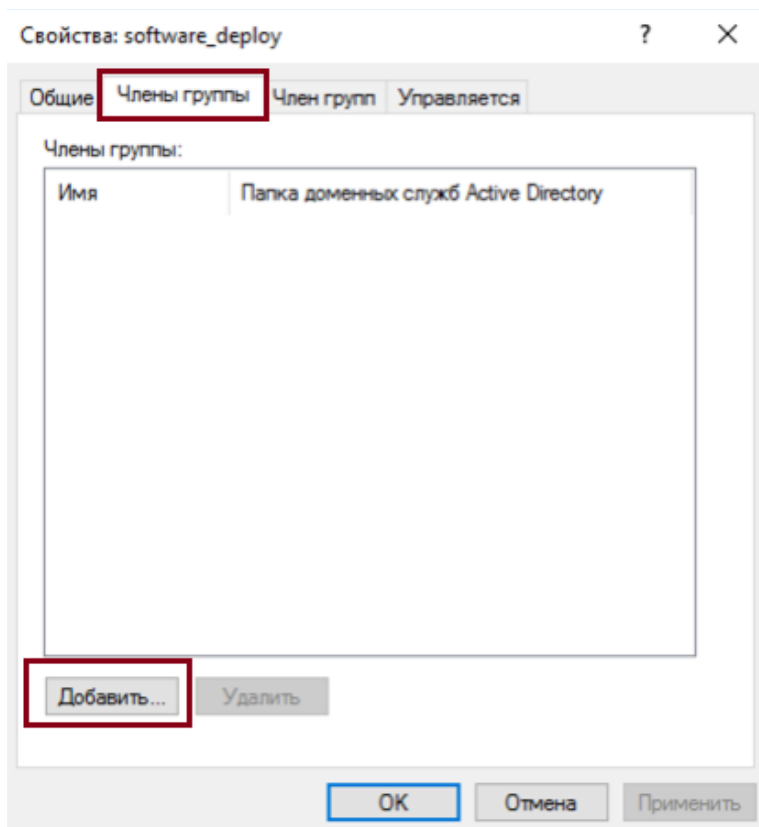 Свойства: software_deploy ?
Общие Члены группы Член групп Управляется
Члены группы:
Имя Папка доменных служб Active Directory
Добавить... Удалить
OK Отмена Применить